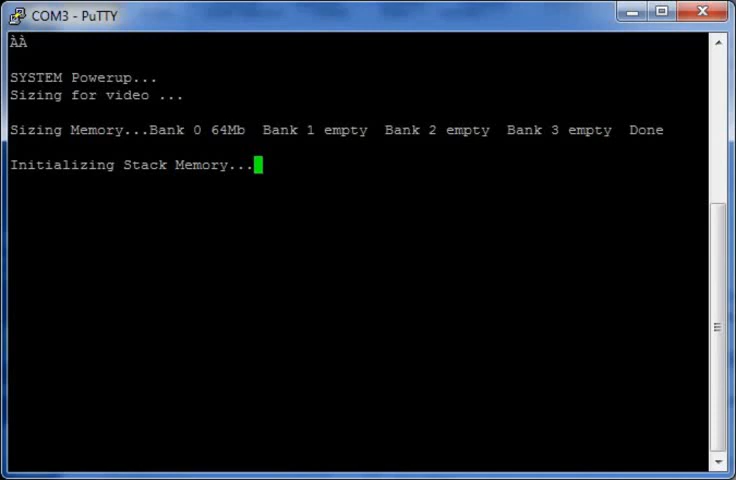 COM3 - PuTTY
ÀÀ
SYSTEM Powerup...
Sizing for video ...
Sizing Memory...Bank 0 64Mb  Bank 1 empty  Bank 2 empty  Bank 3 empty  Done
Initializing Stack Memory...